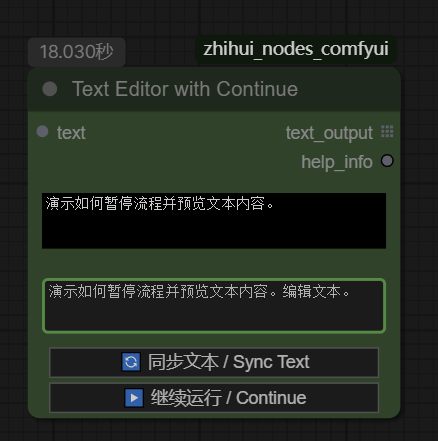 18.030秒
zhihui_nodes_comfyui
Text Editor with Continue
text
text_output
help_info
演示如何暂停流程并预览文本内容。
演示如何暂停流程并预览文本内容。编辑文本。
同步文本 / Sync Text
继续运行 / Continue